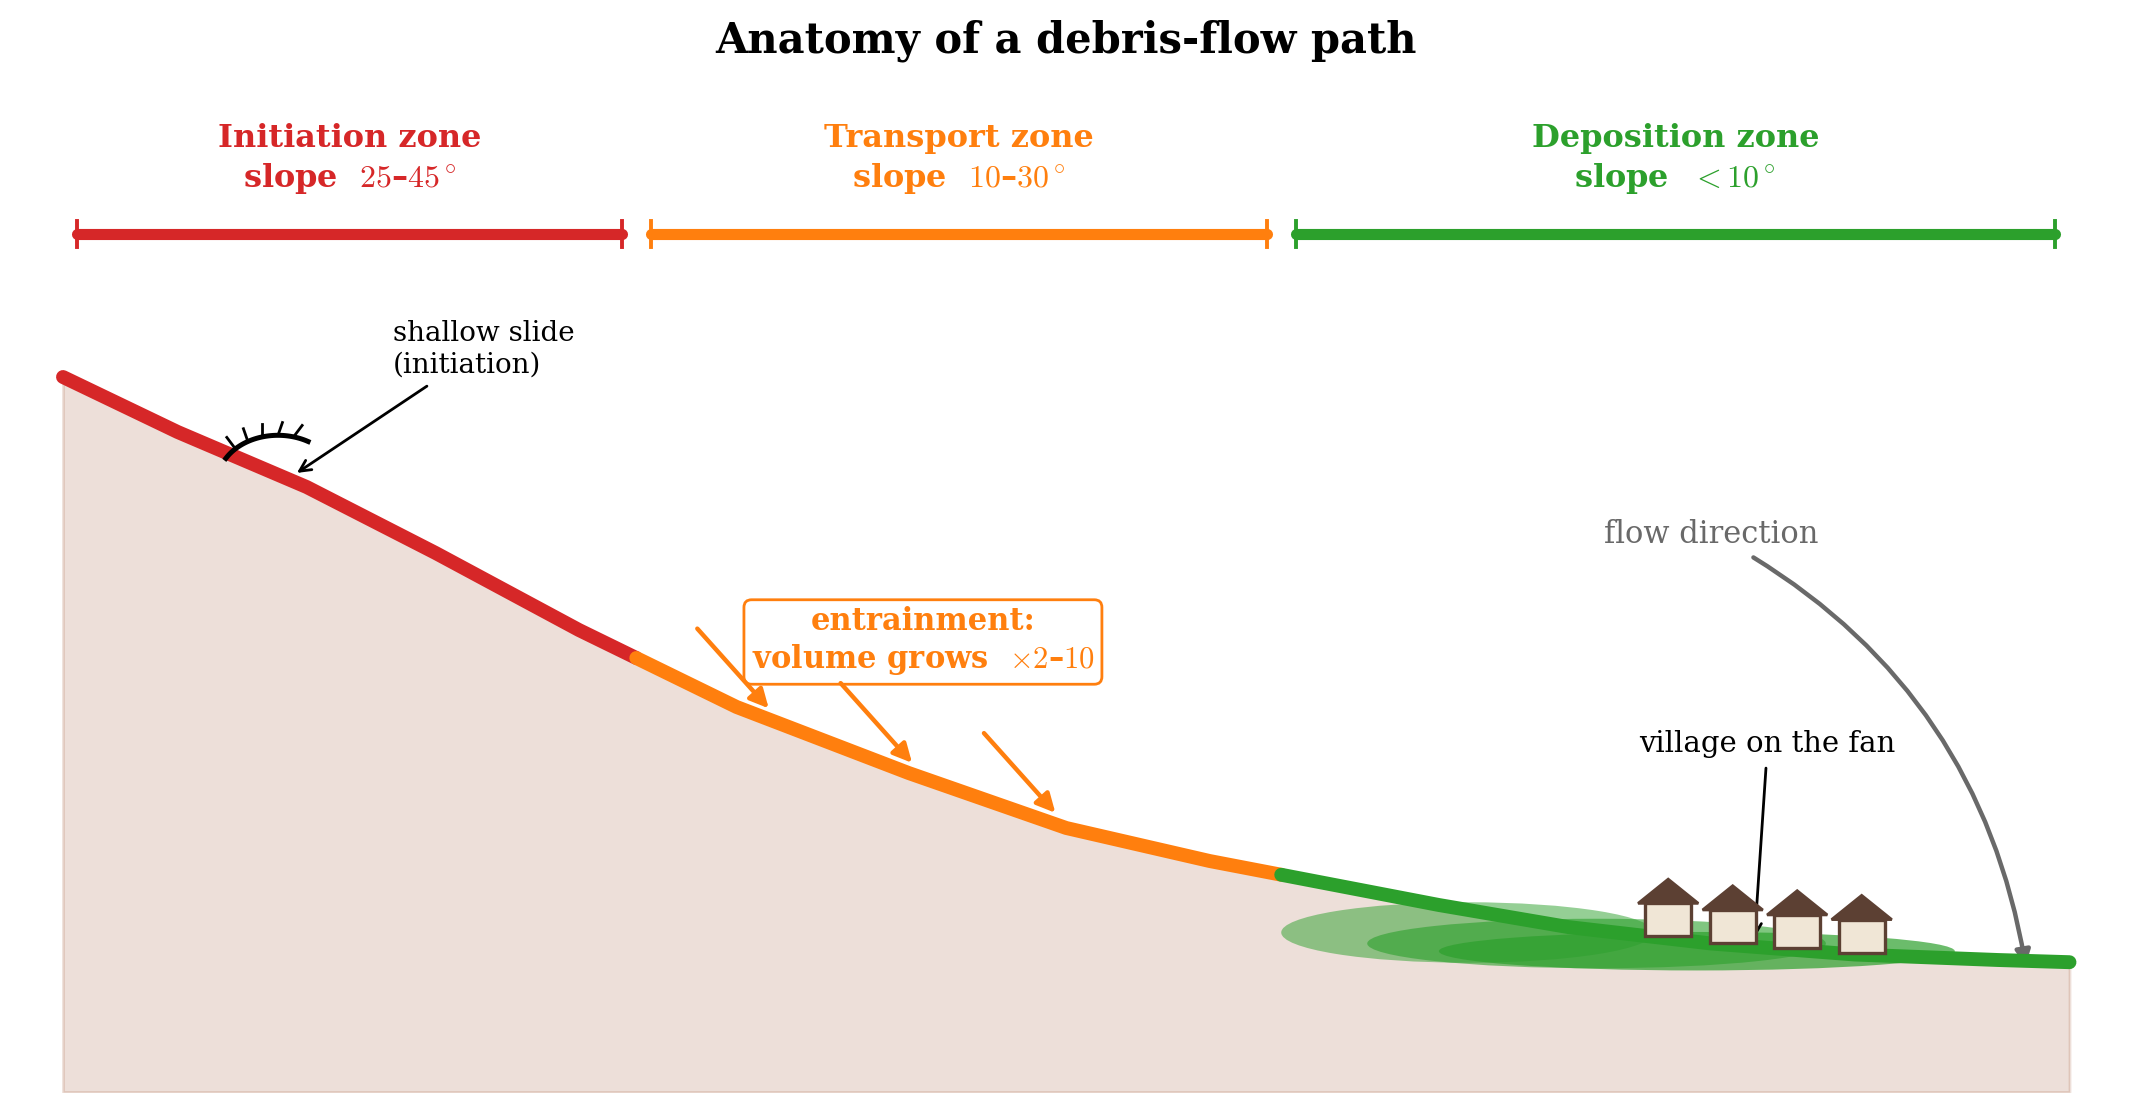 Anatomy of a debris-flow path
Initiation zone
slope 25–45°
Transport zone
slope 10–30°
Deposition zone
slope < 10°
shallow slide
(initiation)
flow direction
entrainment:
volume grows ×2–10
village on the fan